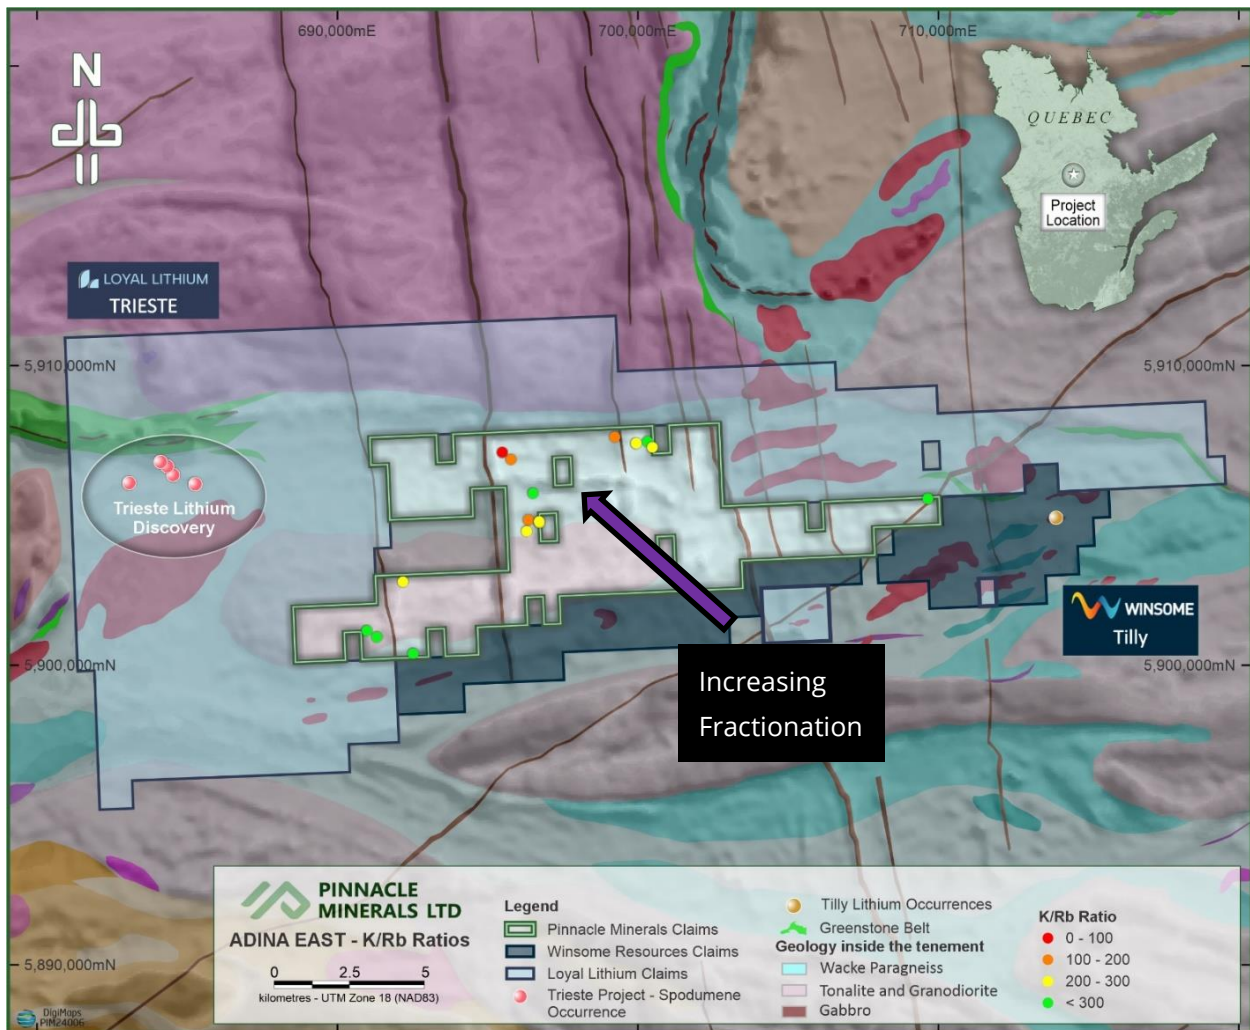 690,000mE
700,000mE
710,000mE
N
QUEBEC
Project
Location
LOYAL LITHIUM
TRIESTE
5,910,000mN
5,910,000mN
Trieste Lithium
Discovery
WINSOME
Tilly
5,900,000mN
5,900,000mN
Increasing
Fractionation
5,890,000mN
PINNACLE
MINERALS LTD
ADINA EAST - K/Rb Ratios
0 2.5 5
kilometres - UTM Zone 18 (NAD83)
DigiMaps
PIM24006
Legend
Pinnacle Minerals Claims
Winsome Resources Claims
Loyal Lithium Claims
Trieste Project - Spodumene
Occurrence
Tilly Lithium Occurrences
Greenstone Belt
Geology inside the tenement
Wacke Paragneiss
Tonalite and Granodiorite
Gabbro
K/Rb Ratio
0 - 100
100 - 200
200 - 300
< 300